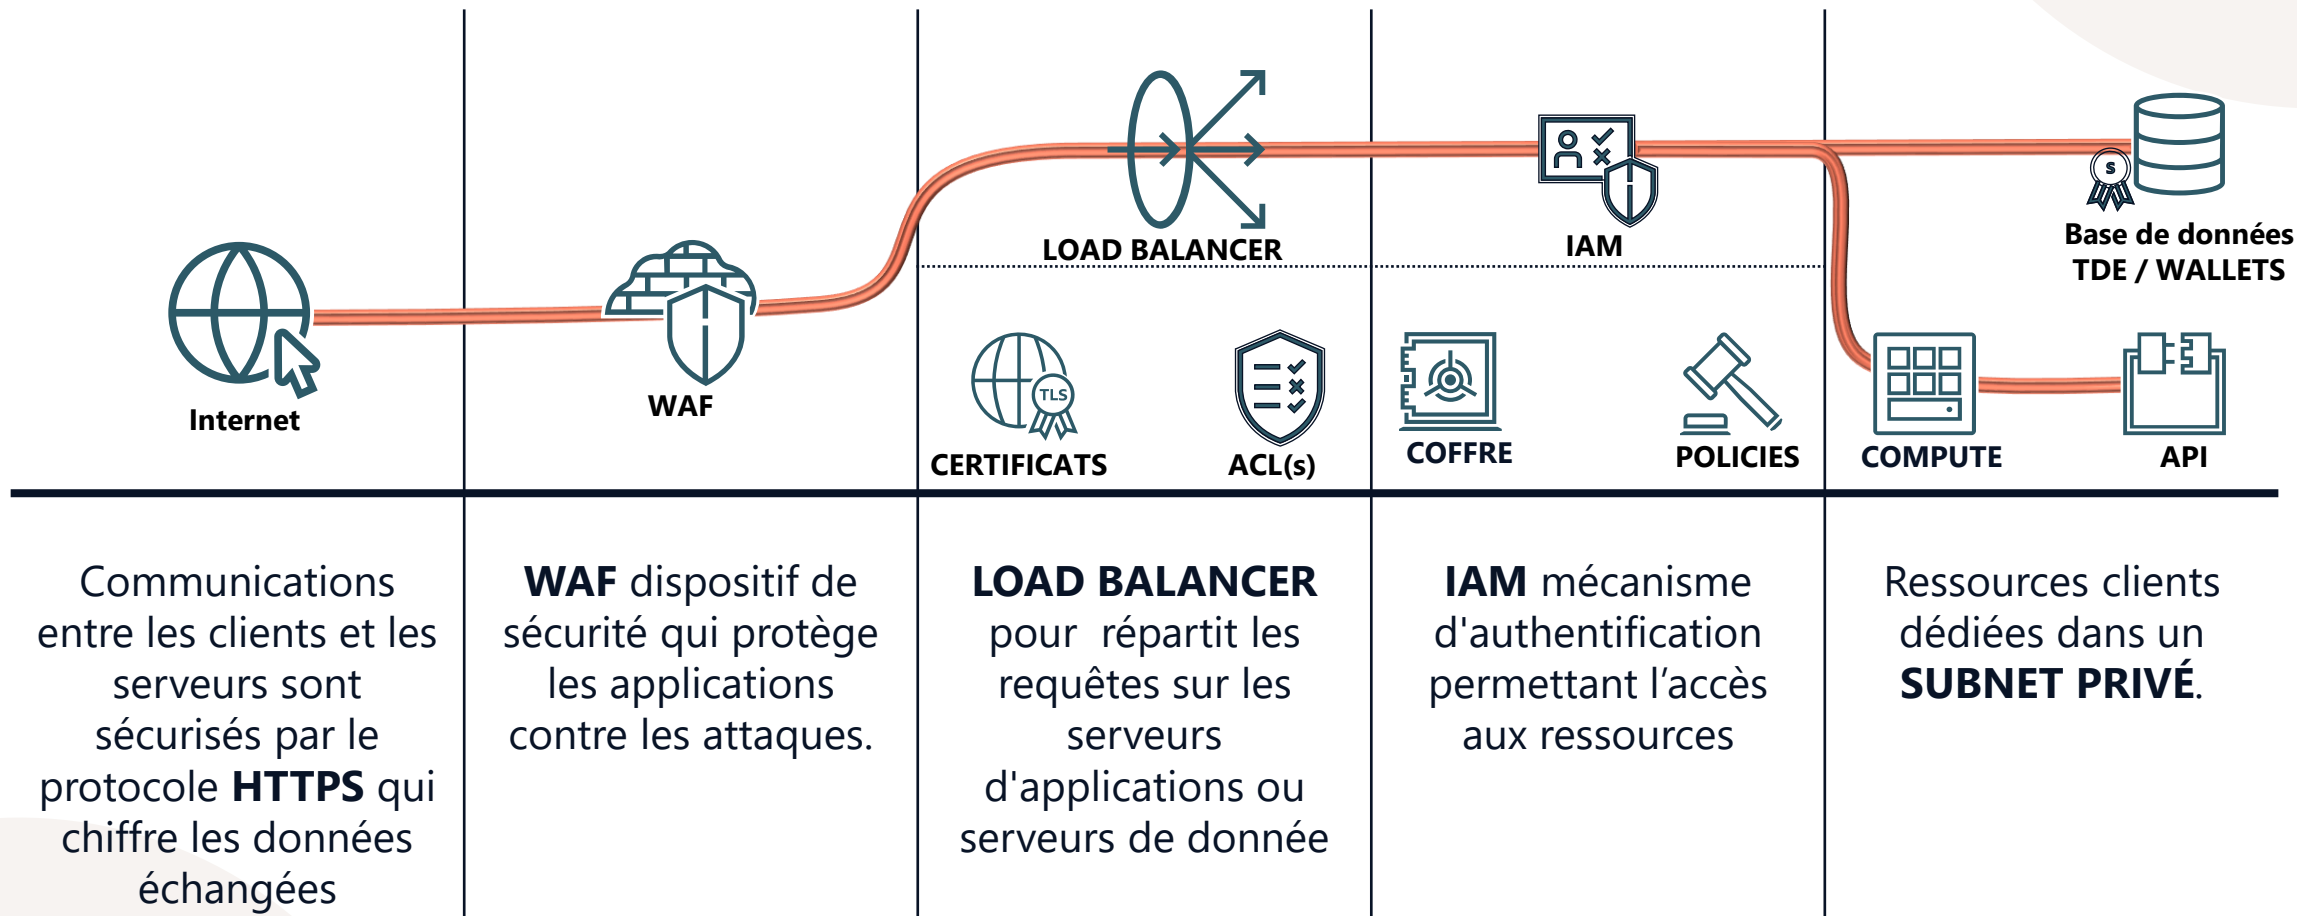 Internet
WAF
LOAD BALANCER
TLS
CERTIFICATS
ACL(s)
IAM
COFFRE
POLICIES
S
Base de données
TDE / WALLETS
COMPUTE
API
Communications
entre les clients et les
serveurs sont
sécurisés par le
protocole HTTPS qui
chiffre les données
échangées
WAF dispositif de
sécurité qui protège
les applications
contre les attaques.
LOAD BALANCER
pour  répartit les
requêtes sur les
serveurs
d'applications ou
serveurs de donnée
IAM mécanisme
d'authentification
permettant l’accès
aux ressources
Ressources clients
dédiées dans un
SUBNET PRIVÉ.